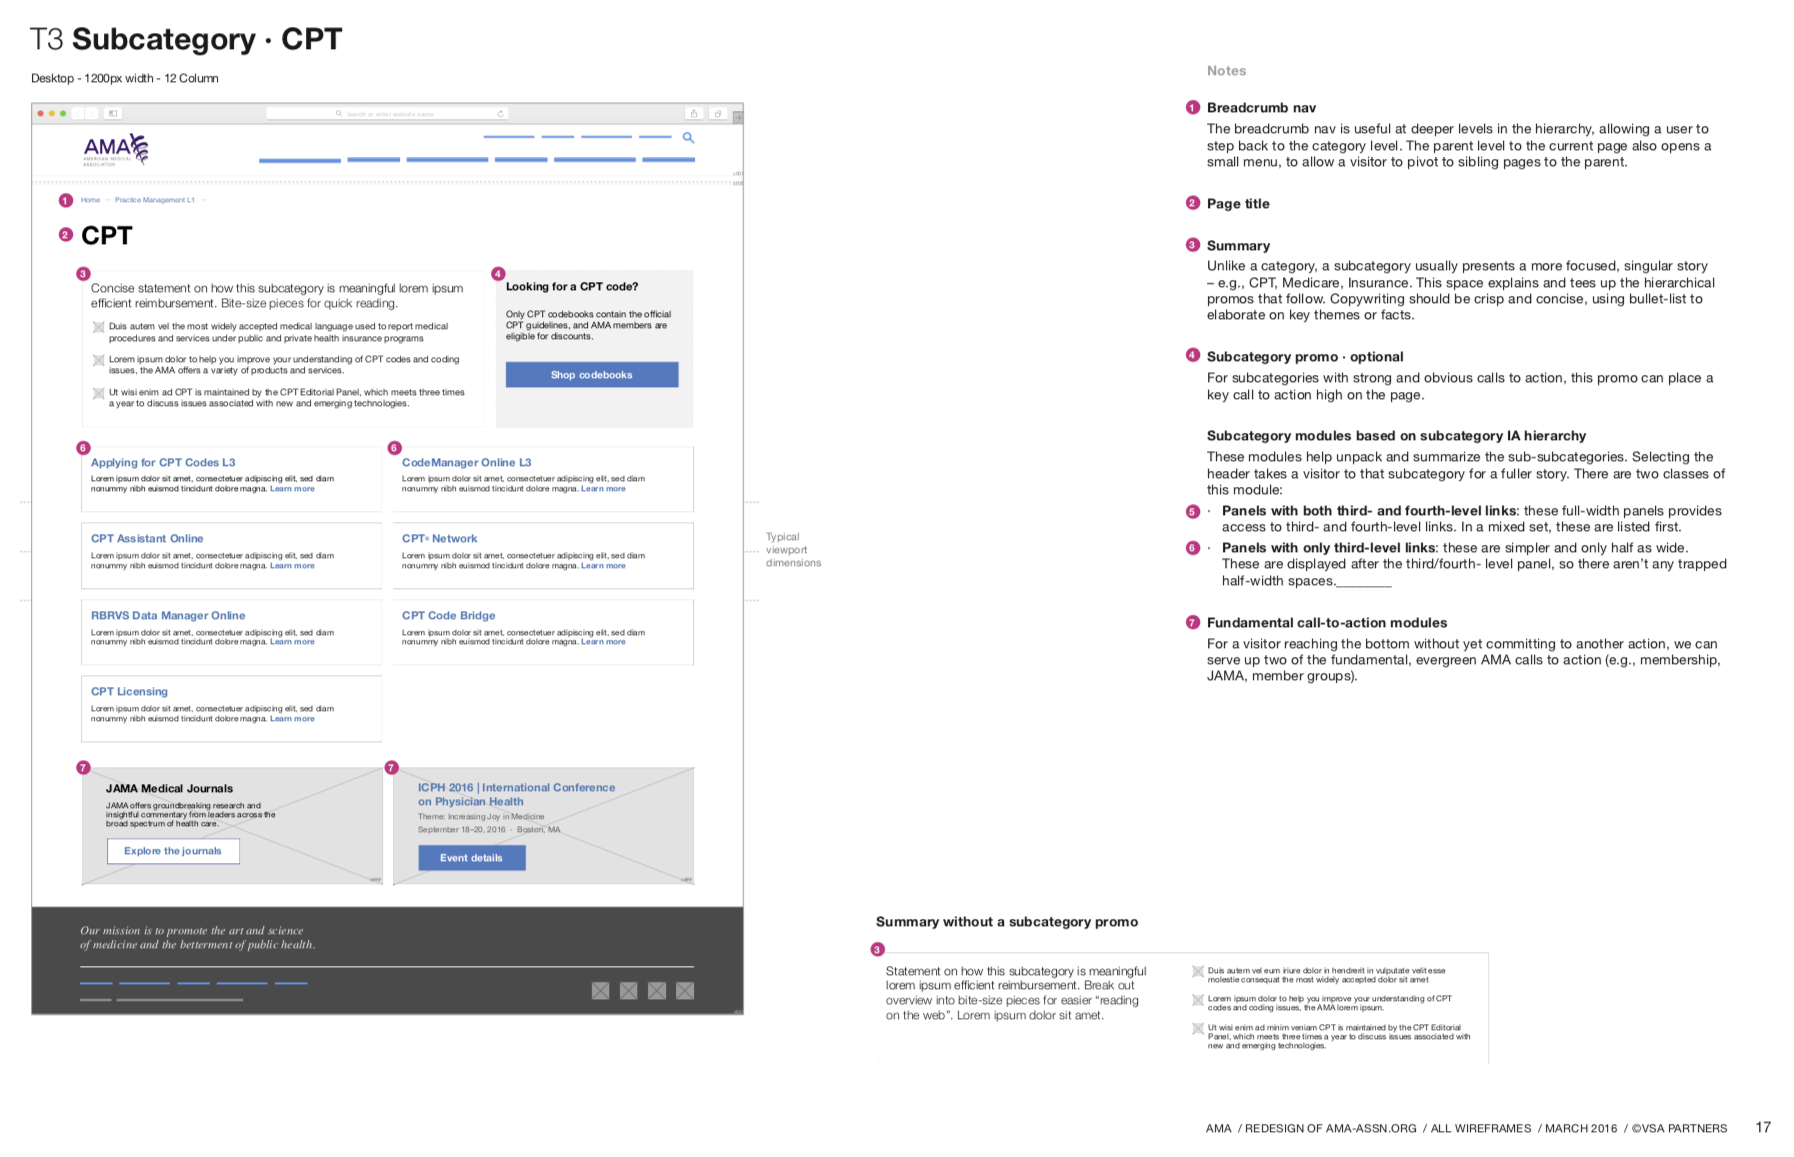 T3 Subcategory · CPT
Desktop - 1200px width - 12 Column
Search or enter website name
AMA
AMERICAN MEDICAL
ASSOCIATION
1 Home → Practice Management L1 →
2 CPT
3
Concise statement on how this subcategory is meaningful lorem ipsum
efficient reimbursement. Bite-size pieces for quick reading.
Duis autem vel the most widely accepted medical language used to report medical
procedures and services under public and private health insurance programs
Lorem ipsum dolor to help you improve your understanding of CPT codes and coding
issues, the AMA offers a variety of products and services.
Ut wisi enim ad CPT is maintained by the CPT Editorial Panel, which meets three times
a year to discuss issues associated with new and emerging technologies.
4
Looking for a CPT code?
Only CPT codebooks contain the official
CPT guidelines, and AMA members are
eligible for discounts.
Shop codebooks
6
Applying for CPT Codes L3
Lorem ipsum dolor sit amet, consectetuer adipiscing elit, sed diam
nonummy nibh euismod tincidunt dolore magna. Learn more
6
CodeManager Online L3
Lorem ipsum dolor sit amet, consectetuer adipiscing elit, sed diam
nonummy nibh euismod tincidunt dolore magna. Learn more
CPT Assistant Online
Lorem ipsum dolor sit amet, consectetuer adipiscing elit, sed diam
nonummy nibh euismod tincidunt dolore magna. Learn more
CPT® Network
Lorem ipsum dolor sit amet, consectetuer adipiscing elit, sed diam
nonummy nibh euismod tincidunt dolore magna. Learn more
RBRVS Data Manager Online
Lorem ipsum dolor sit amet, consectetuer adipiscing elit, sed diam
nonummy nibh euismod tincidunt dolore magna. Learn more
CPT Code Bridge
Lorem ipsum dolor sit amet, consectetuer adipiscing elit, sed diam
nonummy nibh euismod tincidunt dolore magna. Learn more
CPT Licensing
Lorem ipsum dolor sit amet, consectetuer adipiscing elit, sed diam
nonummy nibh euismod tincidunt dolore magna. Learn more
Typical
viewport
dimensions
7
JAMA Medical Journals
JAMA offers groundbreaking research and
insightful commentary from leaders across the
broad spectrum of health care.
Explore the journals
7
ICPH 2016 | International Conference
on Physician Health
Theme: Increasing Joy in Medicine
September 18–20, 2016 · Boston, MA
Event details
Our mission is to promote the art and science
of medicine and the betterment of public health.
Notes
1 Breadcrumb nav
The breadcrumb nav is useful at deeper levels in the hierarchy, allowing a user to
step back to the category level. The parent level to the current page also opens a
small menu, to allow a visitor to pivot to sibling pages to the parent.
2 Page title
3 Summary
Unlike a category, a subcategory usually presents a more focused, singular story
– e.g., CPT, Medicare, Insurance. This space explains and tees up the hierarchical
promos that follow. Copywriting should be crisp and concise, using bullet-list to
elaborate on key themes or facts.
4 Subcategory promo · optional
For subcategories with strong and obvious calls to action, this promo can place a
key call to action high on the page.
Subcategory modules based on subcategory IA hierarchy
These modules help unpack and summarize the sub-subcategories. Selecting the
header takes a visitor to that subcategory for a fuller story. There are two classes of
this module:
5 · Panels with both third- and fourth-level links: these full-width panels provides
access to third- and fourth-level links. In a mixed set, these are listed first.
6 · Panels with only third-level links: these are simpler and only half as wide.
These are displayed after the third/fourth- level panel, so there aren't any trapped
half-width spaces.________
7 Fundamental call-to-action modules
For a visitor reaching the bottom without yet committing to another action, we can
serve up two of the fundamental, evergreen AMA calls to action (e.g., membership,
JAMA, member groups).
Summary without a subcategory promo
3
Statement on how this subcategory is meaningful
lorem ipsum efficient reimbursement. Break out
overview into bite-size pieces for easier "reading
on the web". Lorem ipsum dolor sit amet.
Duis autem vel eum iriure dolor in hendrerit in vulputate velit esse
molestie consequat the most widely accepted dolor sit amet
Lorem ipsum dolor to help you improve your understanding of CPT
codes and coding issues, the AMA lorem ipsum.
Ut wisi enim ad minim veniam CPT is maintained by the CPT Editorial
Panel, which meets three times a year to discuss issues associated with
new and emerging technologies.
AMA / REDESIGN OF AMA-ASSN.ORG / ALL WIREFRAMES / MARCH 2016 / ©VSA PARTNERS 17